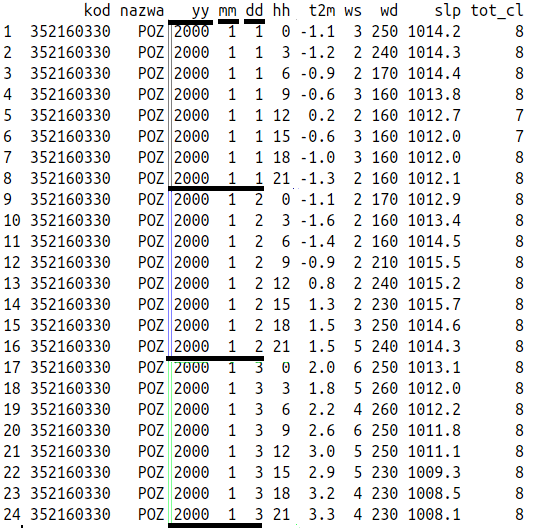 kod nazwa yy mm dd hh t2m ws wd slp tot_cl
1 352160330 POZ 2000 1 1 0 -1.1 3 250 1014.2 8
2 352160330 POZ 2000 1 1 3 -1.2 2 240 1014.3 8
3 352160330 POZ 2000 1 1 6 -0.9 2 170 1014.4 8
4 352160330 POZ 2000 1 1 9 -0.6 3 160 1013.8 8
5 352160330 POZ 2000 1 1 12 0.2 2 160 1012.7 7
6 352160330 POZ 2000 1 1 15 -0.6 3 160 1012.0 7
7 352160330 POZ 2000 1 1 18 -1.0 3 160 1012.0 8
8 352160330 POZ 2000 1 1 21 -1.3 2 160 1012.1 8
9 352160330 POZ 2000 1 2 0 -1.1 2 170 1012.9 8
10 352160330 POZ 2000 1 2 3 -1.6 2 160 1013.4 8
11 352160330 POZ 2000 1 2 6 -1.4 2 160 1014.5 8
12 352160330 POZ 2000 1 2 9 -0.9 2 210 1015.5 8
13 352160330 POZ 2000 1 2 12 0.8 2 240 1015.2 8
14 352160330 POZ 2000 1 2 15 1.3 2 230 1015.7 8
15 352160330 POZ 2000 1 2 18 1.5 3 250 1014.6 8
16 352160330 POZ 2000 1 2 21 1.5 5 240 1014.3 8
17 352160330 POZ 2000 1 3 0 2.0 6 250 1013.1 8
18 352160330 POZ 2000 1 3 3 1.8 5 260 1012.0 8
19 352160330 POZ 2000 1 3 6 2.2 4 260 1012.2 8
20 352160330 POZ 2000 1 3 9 2.6 6 250 1011.8 8
21 352160330 POZ 2000 1 3 12 3.0 5 250 1011.1 8
22 352160330 POZ 2000 1 3 15 2.9 5 230 1009.3 8
23 352160330 POZ 2000 1 3 18 3.2 4 230 1008.5 8
24 352160330 POZ 2000 1 3 21 3.3 4 230 1008.1 8